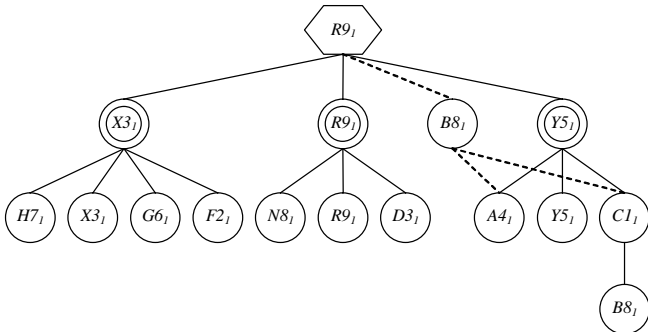 R9₁
X3₁ R9₁ B8₁ Y5₁
H7₁ X3₁ G6₁ F2₁ N8₁ R9₁ D3₁ A4₁ Y5₁ C1₁
B8₁